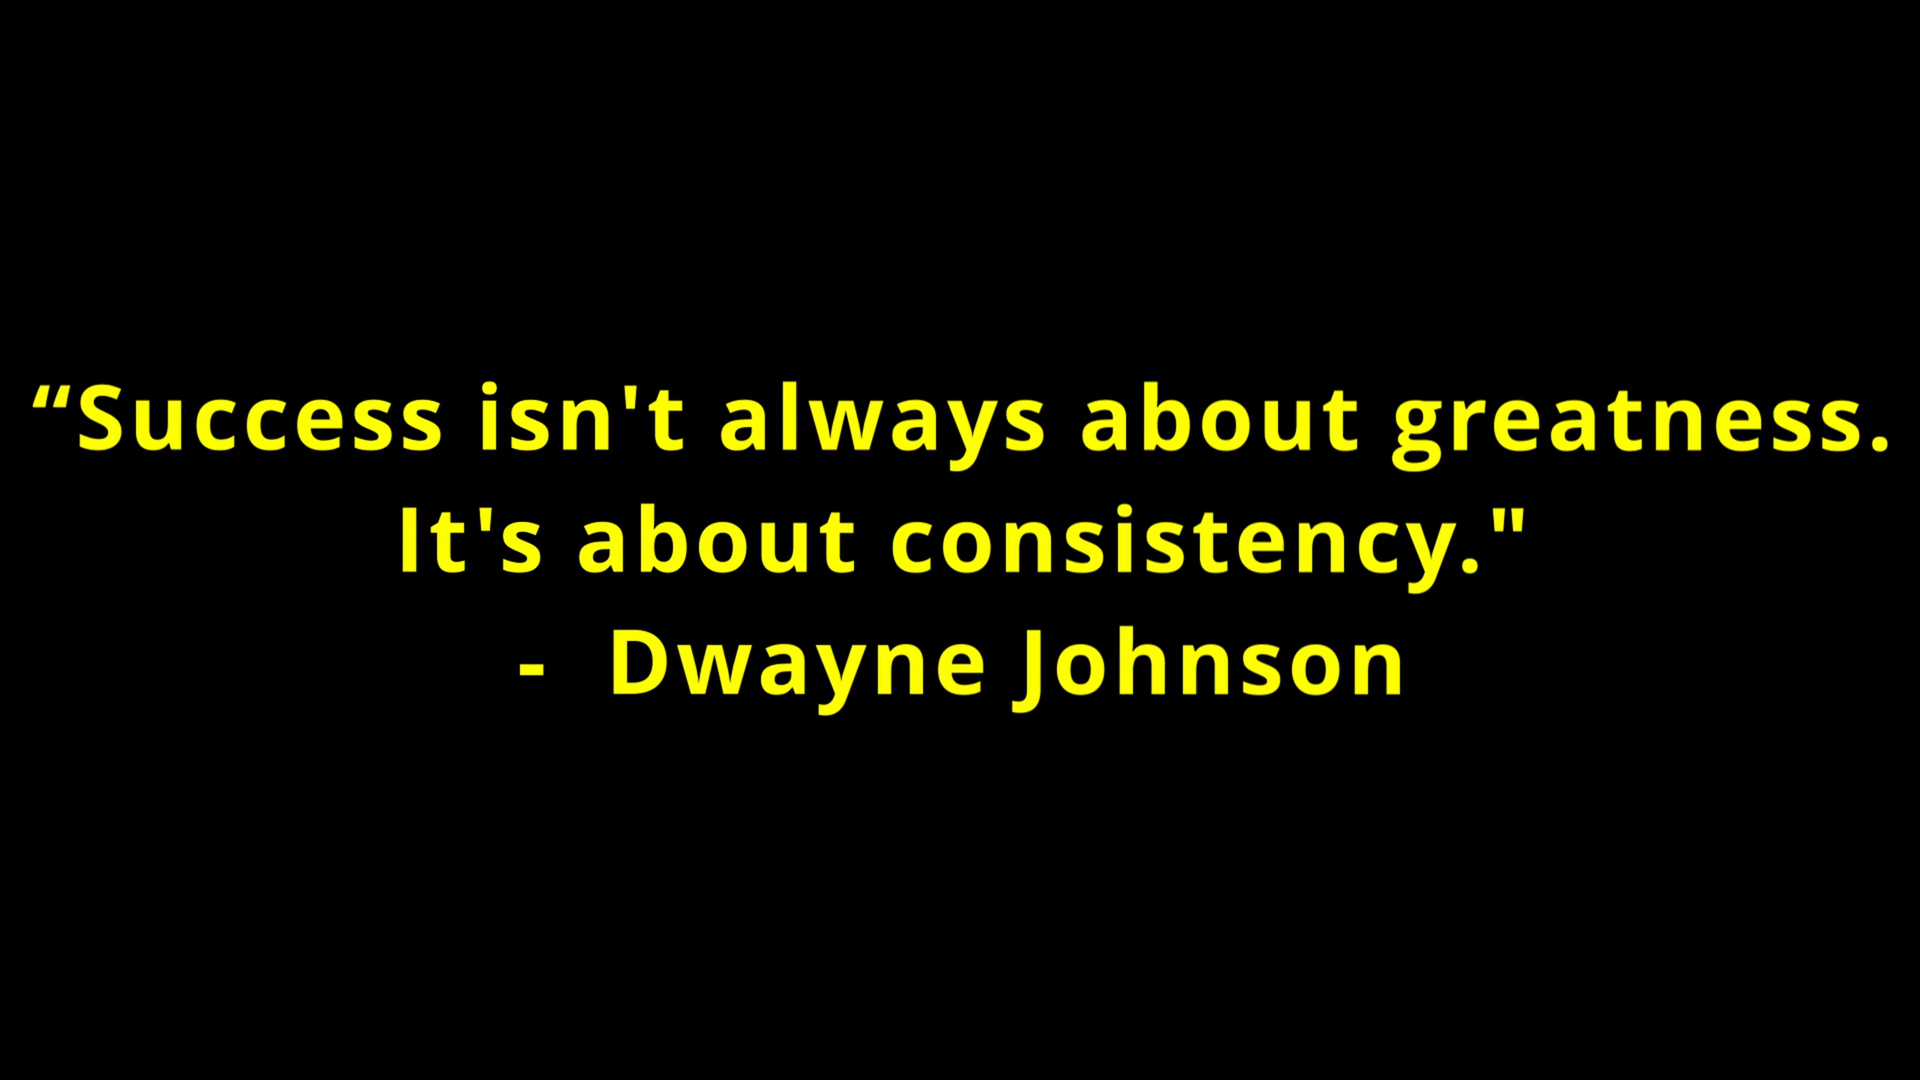 “Success isn't always about greatness.
It's about consistency."
- Dwayne Johnson